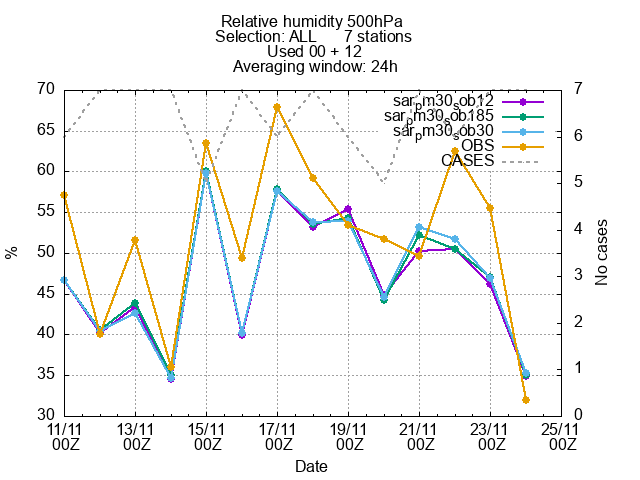 Relative humidity 500hPa
Selection: ALL 7 stations
Used 00 + 12
Averaging window: 24h
70 7
65 6
60 5
55 4
50 3
45 2
40 1
35 0
30
sarpm30sob12
sarpm30sob185
sarpm30sob30
OBS
CASES
%
No cases
11/11 13/11 15/11 17/11 19/11 21/11 23/11 25/11
00Z 00Z 00Z 00Z 00Z 00Z 00Z 00Z
Date